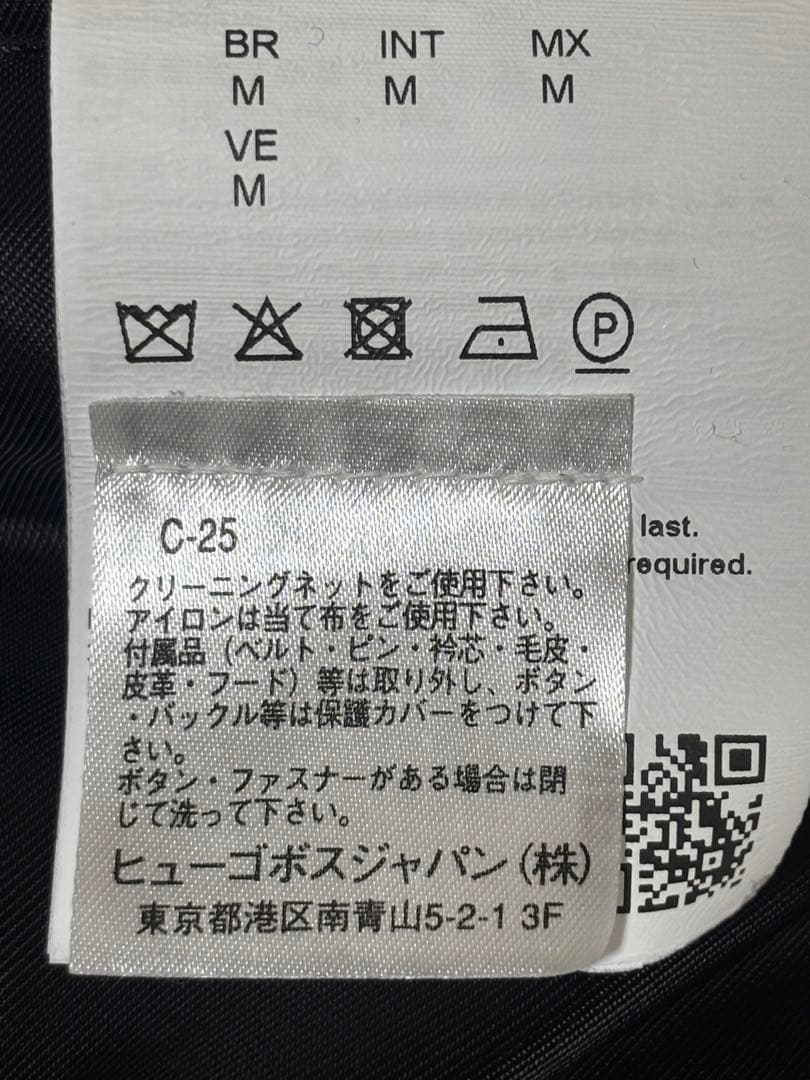 BR INT MX
M M M
VE
M
P
C-25
クリーニングネットをご使用下さい。
アイロンは当て布をご使用下さい。
付属品（ベルト・ピン・衿芯・毛皮・
皮革・フード）等は取り外し、ボタン
・バックル等は保護カバーをつけて下
さい。
ボタン・ファスナーがある場合は閉
じて洗って下さい。
ヒューゴボスジャパン(株)
東京都港区南青山5-2-1 3F
last.
required.